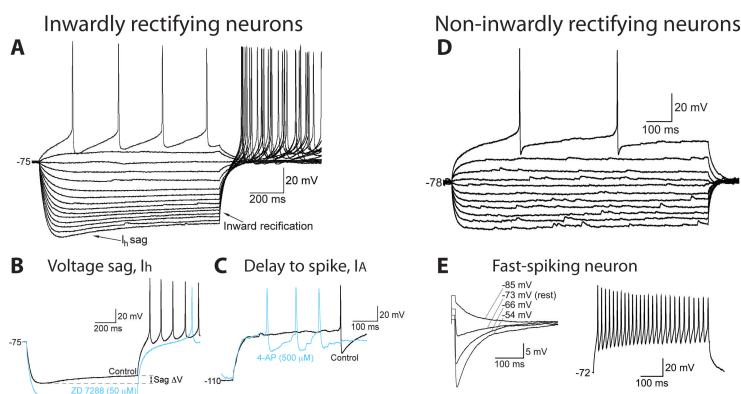 Inwardly rectifying neurons
Non-inwardly rectifying neurons
A
-75
20 mV
200 ms
Inward recification
Ih sag
D
-78
20 mV
100 ms
B Voltage sag, Ih
20 mV
200 ms
-75
Control
Sag ΔV
ZD 7288 (50 µM)
C Delay to spike, IA
20 mV
100 ms
4-AP (500 µM)
Control
-110
E Fast-spiking neuron
-85 mV
-73 mV (rest)
-66 mV
-54 mV
5 mV
100 ms
-72
20 mV
100 ms